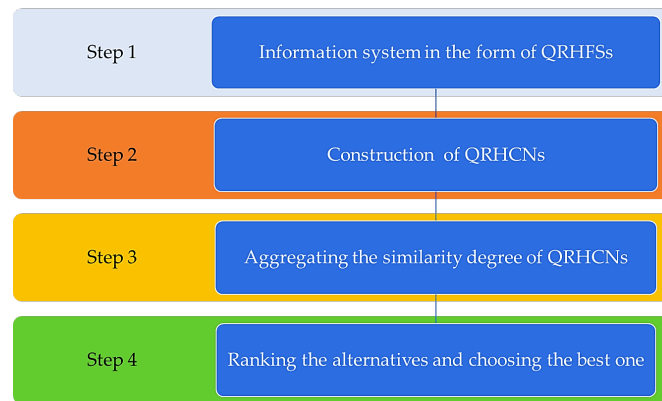 Step 1
Information system in the form of QRHFSs
Step 2
Construction of QRHCNs
Step 3
Aggregating the similarity degree of QRHCNs
Step 4
Ranking the alternatives and choosing the best one